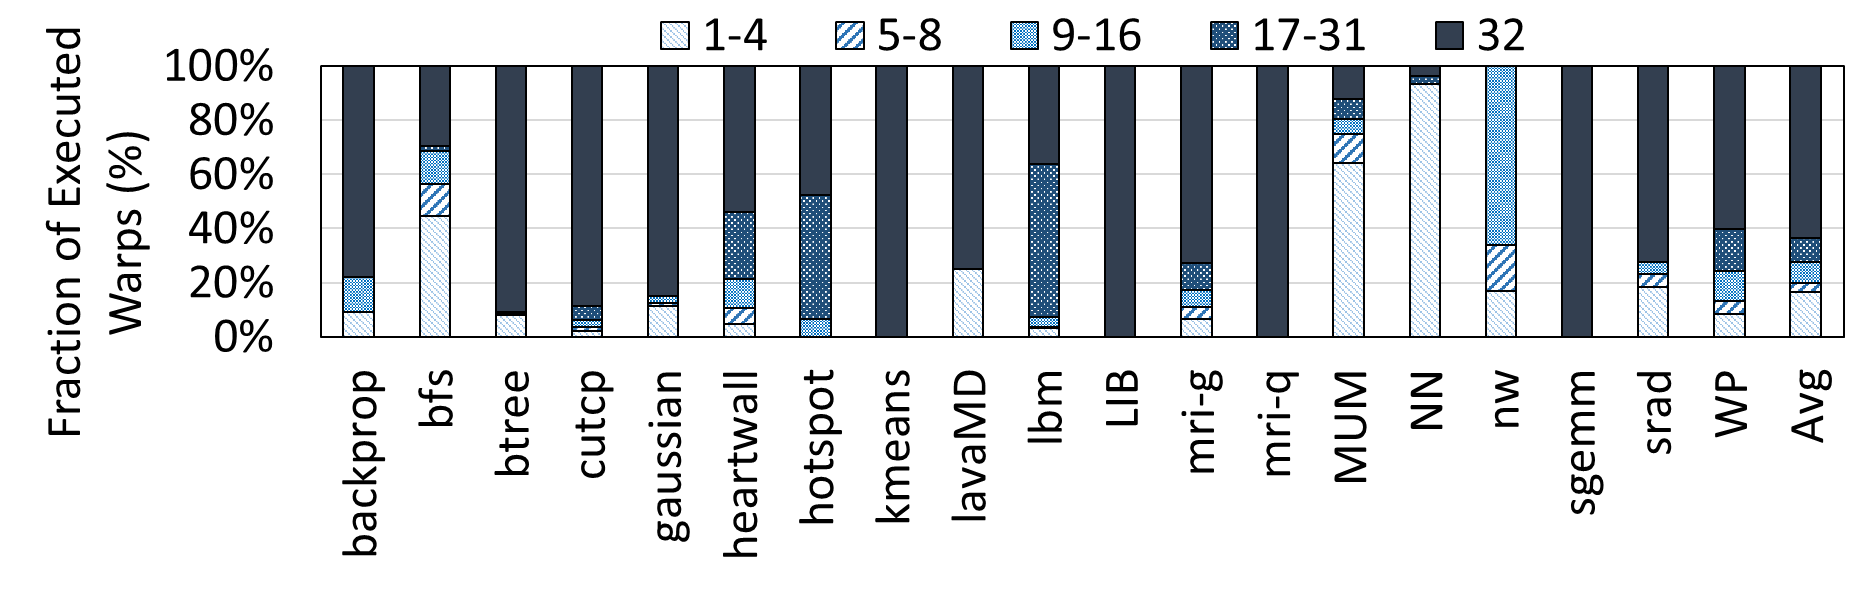 1-4 5-8 9-16 17-31 32
Fraction of Executed
Warps (%)
100%
80%
60%
40%
20%
0%
backprop
bfs
btree
cutcp
gaussian
heartwall
hotspot
kmeans
lavaMD
lbm
LIB
mri-g
mri-q
MUM
NN
nw
sgemm
srad
WP
Avg